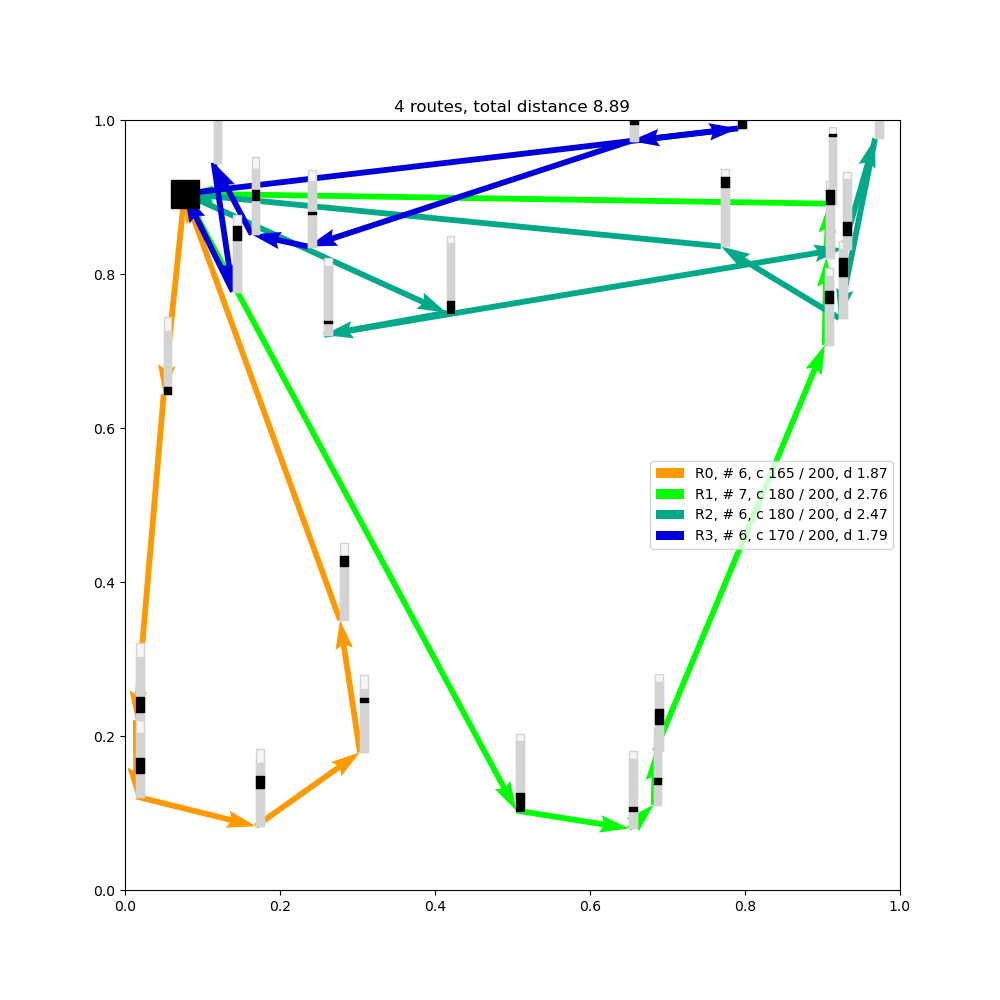 4 routes, total distance 8.89
1.0
0.8
0.6
0.4
0.2
0.0
R0, # 6, c 165 / 200, d 1.87
R1, # 7, c 180 / 200, d 2.76
R2, # 6, c 180 / 200, d 2.47
R3, # 6, c 170 / 200, d 1.79
0.0 0.2 0.4 0.6 0.8 1.0